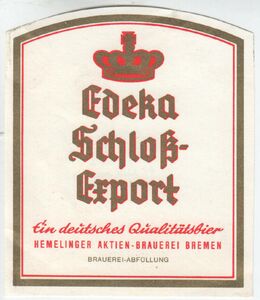 Edeka
Schloß-
Export
Ein deutsches Qualitätsbier
HEMELINGER AKTIEN-BRAUEREI BREMEN
BRAUEREI-ABFÜLLUNG